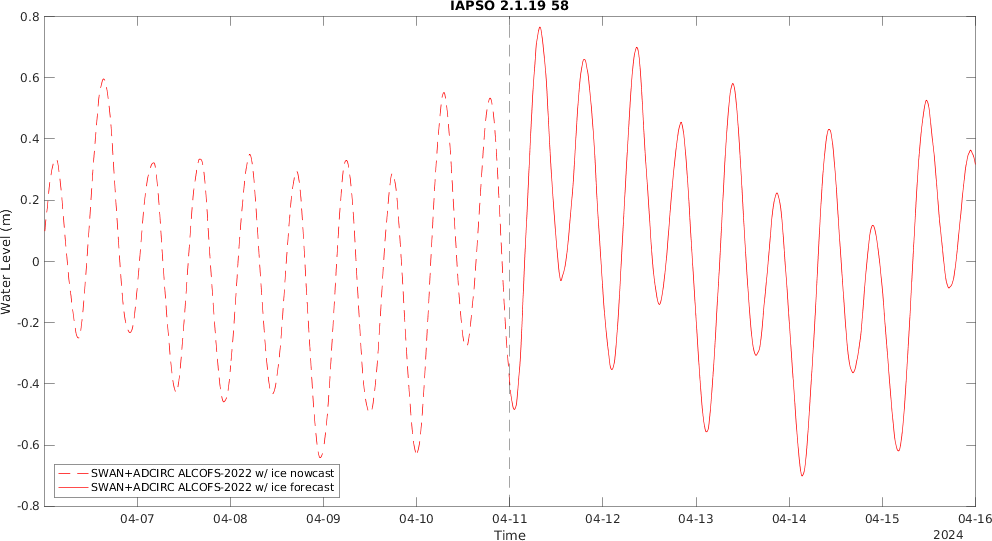 IAPSO 2.1.19 58
0.8
0.6
0.4
0.2
0
-0.2
-0.4
-0.6
-0.8
Water Level (m)
SWAN+ADCIRC ALCOFS-2022 w/ ice nowcast
SWAN+ADCIRC ALCOFS-2022 w/ ice forecast
04-07 04-08 04-09 04-10 04-11 04-12 04-13 04-14 04-15 04-16
Time
2024